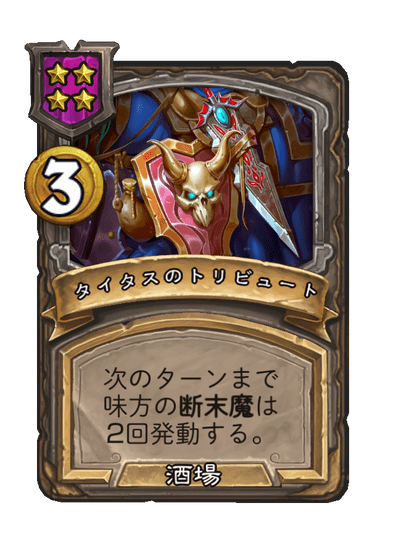 3
タイタスのトリビュート
次のターンまで
味方の断末魔は
2回発動する。
酒場